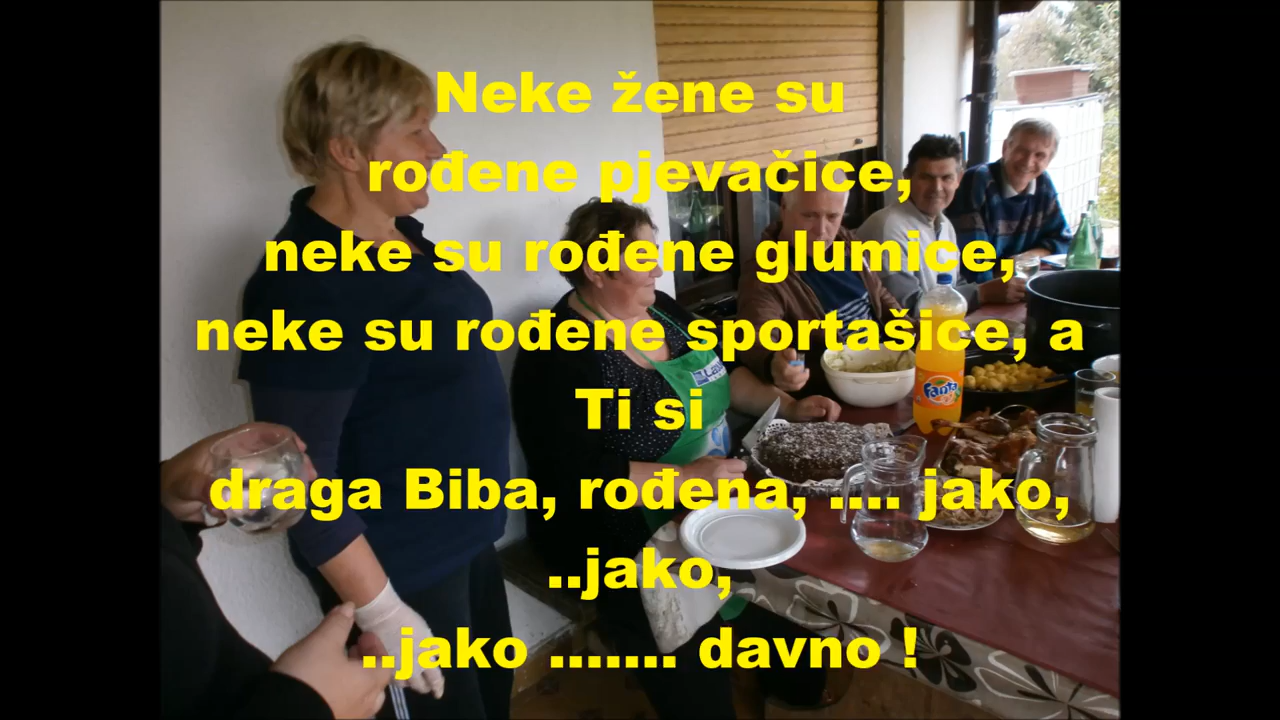 Neke žene su
rođene pjevačice,
neke su rođene glumice,
neke su rođene sportašice, a
Ti si
draga Biba, rođena, .... jako,
..jako,
..jako ....... davno !
Fanta